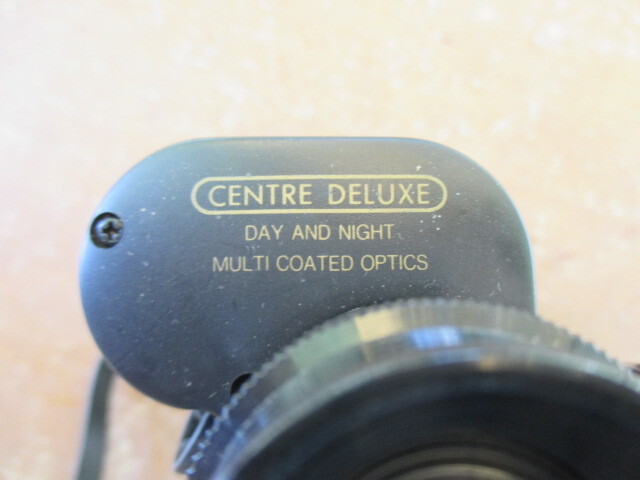 CENTRE DELUXE
DAY AND NIGHT
MULTI COATED OPTICS